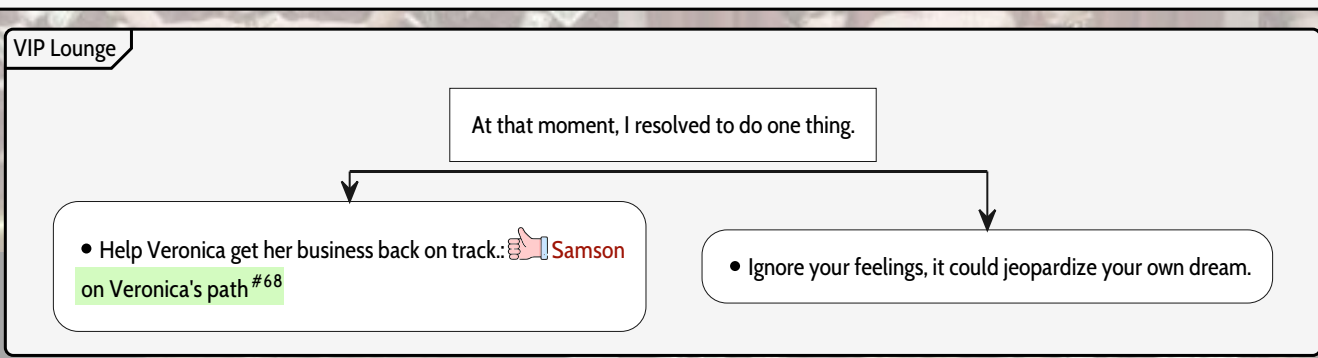 VIP Lounge
At that moment, I resolved to do one thing.
• Help Veronica get her business back on track.: Samson
on Veronica's path #68
• Ignore your feelings, it could jeopardize your own dream.